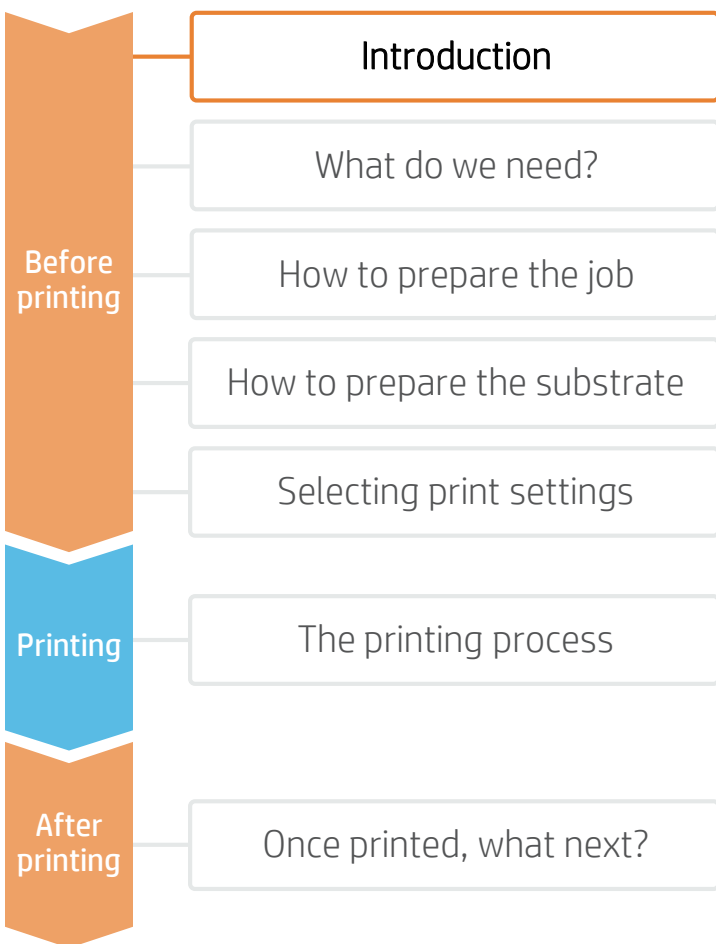 Introduction
What do we need?
Before
printing
How to prepare the job
How to prepare the substrate
Selecting print settings
Printing
The printing process
After
printing
Once printed, what next?